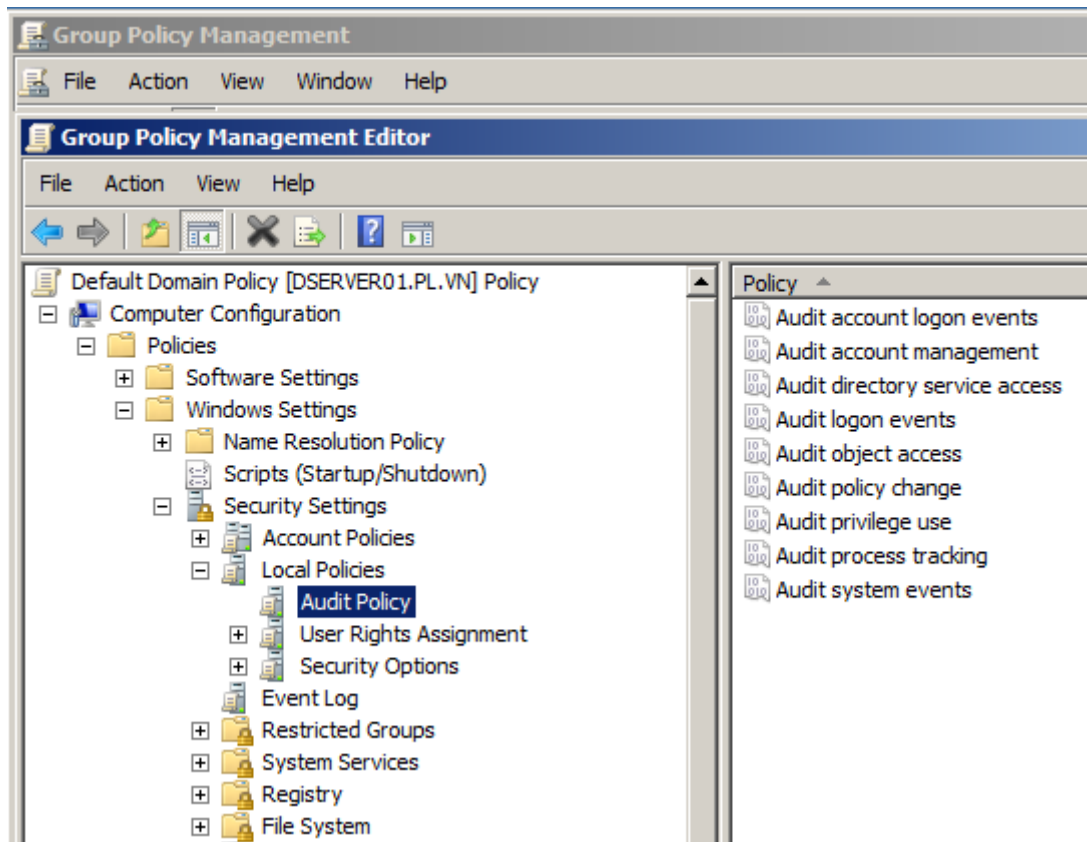 Group Policy Management
File Action View Window Help
Group Policy Management Editor
File Action View Help
Default Domain Policy [DSERVER01.PL.VN] Policy
Computer Configuration
Policies
Software Settings
Windows Settings
Name Resolution Policy
Scripts (Startup/Shutdown)
Security Settings
Account Policies
Local Policies
Audit Policy
User Rights Assignment
Security Options
Event Log
Restricted Groups
System Services
Registry
File System
Policy
Audit account logon events
Audit account management
Audit directory service access
Audit logon events
Audit object access
Audit policy change
Audit privilege use
Audit process tracking
Audit system events